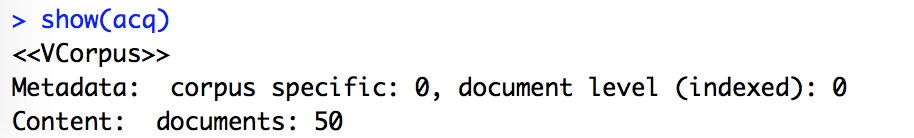 > show(acq)
<<VCorpus>>
Metadata:  corpus specific: 0, document level (indexed): 0
Content:  documents: 50